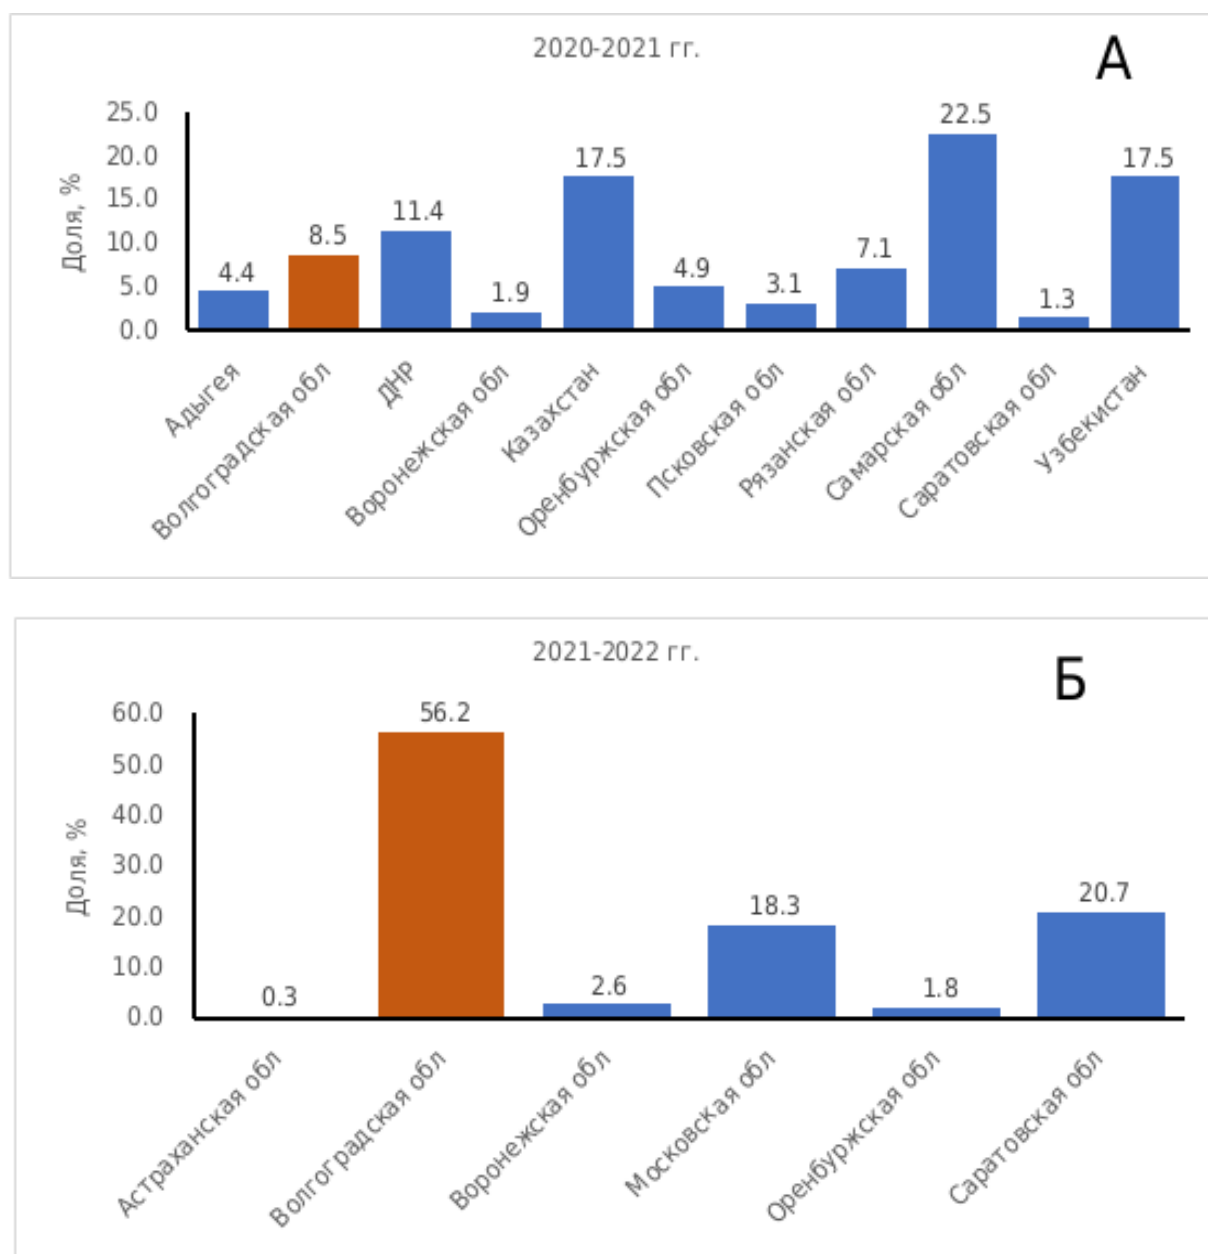 2020-2021 гг.
А
Доля, %
25.0
20.0
15.0
10.0
5.0
0.0
4.4
8.5
11.4
1.9
17.5
4.9
3.1
7.1
22.5
1.3
17.5
Адыгея
Волгоградская обл
ДНР
Воронежская обл
Казахстан
Оренбуржская обл
Псковская обл
Рязанская обл
Самарская обл
Саратовская обл
Узбекистан
2021-2022 гг.
Б
Доля, %
60.0
50.0
40.0
30.0
20.0
10.0
0.0
0.3
56.2
2.6
18.3
1.8
20.7
Астраханская обл
Волгоградская обл
Воронежская обл
Московская обл
Оренбуржская обл
Саратовская обл